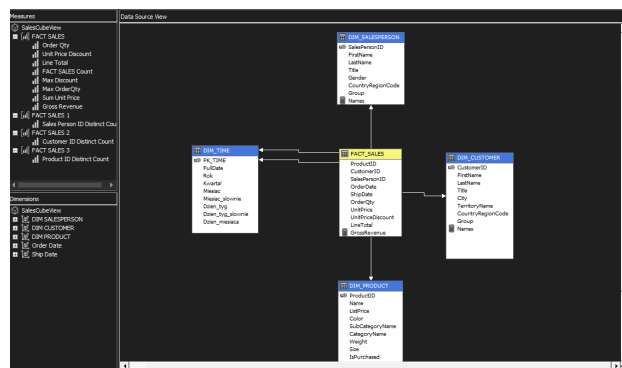 Measures
SalesCubeView
FACT SALES
Order Qty
Unit Price Discount
Line Total
FACT SALES Count
Max Discount
Max OrderQty
Sum Unit Price
Gross Revenue
FACT SALES 1
Sales Person ID Distinct Cou
FACT SALES 2
Customer ID Distinct Count
FACT SALES 3
Product ID Distinct Count
Dimensions
SalesCubeView
DIM SALESPERSON
DIM CUSTOMER
DIM PRODUCT
Order Date
Ship Date
Data Source View
DIM_SALESPERSON
SalesPersonID
FirstName
LastName
Title
Gender
CountryRegionCode
Group
Names
DIM_TIME
PK_TIME
FullDate
Rok
Kwartal
Miesiac
Miesiac_slownie
Dzien_tyg
Dzien_tyg_slownie
Dzien_miesiaca
FACT_SALES
ProductID
CustomerID
SalesPersonID
OrderDate
ShipDate
OrderQty
UnitPrice
UnitPriceDiscount
LineTotal
GrossRevenue
DIM_CUSTOMER
CustomerID
FirstName
LastName
Title
City
TerritoryName
CountryRegionCode
Group
Names
DIM_PRODUCT
ProductID
Name
ListPrice
Color
SubCategoryName
CategoryName
Weight
Size
IsPurchased